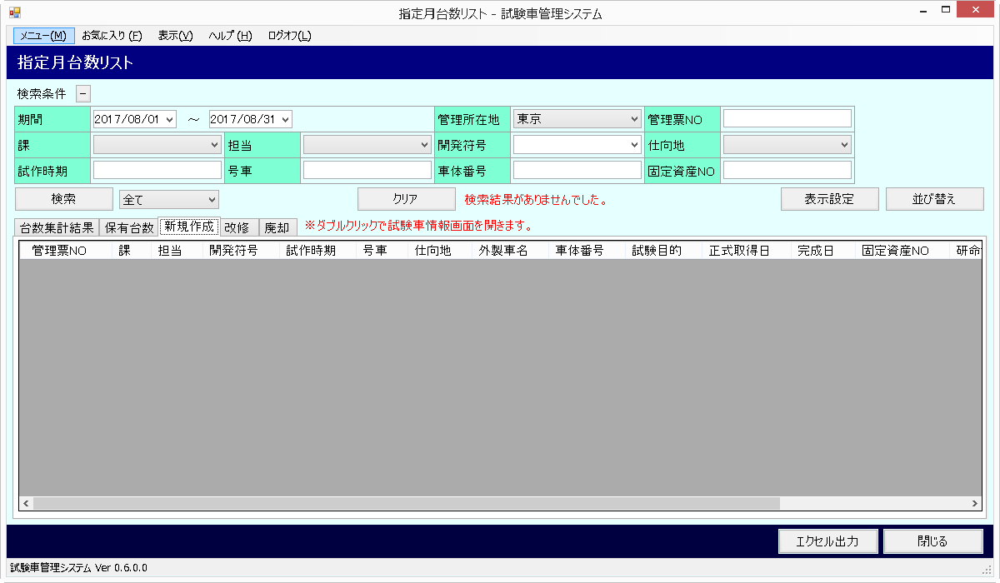 指定月台数リスト - 試験車管理システム
メニュー(M) お気に入り(F) 表示(V) ヘルプ(H) ログオフ(L)
指定月台数リスト
検索条件 −
期間 2017/08/01 ～ 2017/08/31 管理所在地 東京 管理票NO
課 担当 開発符号 仕向地
試作時期 号車 車体番号 固定資産NO
検索 全て クリア 検索結果がありませんでした。 表示設定 並び替え
台数集計結果 保有台数 新規作成 改修 廃却 ※ダブルクリックで試験車情報画面を開きます。
管理票NO 課 担当 開発符号 試作時期 号車 仕向地 外製車名 車体番号 試験目的 正式取得日 完成日 固定資産NO 研命
エクセル出力 閉じる
試験車管理システム Ver 0.6.0.0